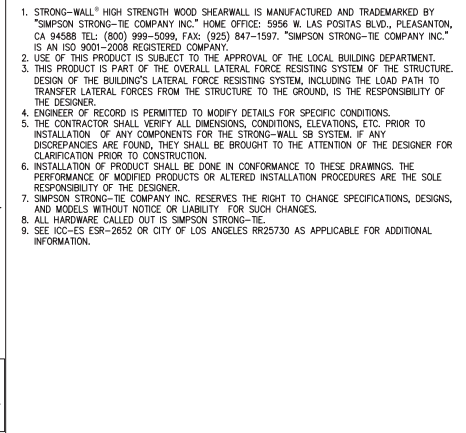 1. STRONG-WALL® HIGH STRENGTH WOOD SHEARWALL IS MANUFACTURED AND TRADEMARKED BY
"SIMPSON STRONG-TIE COMPANY INC." HOME OFFICE: 5956 W. LAS POSITAS BLVD., PLEASANTON,
CA 94588 TEL: (800) 999-5099, FAX: (925) 847-1597. "SIMPSON STRONG-TIE COMPANY INC."
IS AN ISO 9001-2008 REGISTERED COMPANY.
2. USE OF THIS PRODUCT IS SUBJECT TO THE APPROVAL OF THE LOCAL BUILDING DEPARTMENT.
3. THIS PRODUCT IS PART OF THE OVERALL LATERAL FORCE RESISTING SYSTEM OF THE STRUCTURE.
DESIGN OF THE BUILDING'S LATERAL FORCE RESISTING SYSTEM, INCLUDING THE LOAD PATH TO
TRANSFER LATERAL FORCES FROM THE STRUCTURE TO THE GROUND, IS THE RESPONSIBILITY OF
THE DESIGNER.
4. ENGINEER OF RECORD IS PERMITTED TO MODIFY DETAILS FOR SPECIFIC CONDITIONS.
5. THE CONTRACTOR SHALL VERIFY ALL DIMENSIONS, CONDITIONS, ELEVATIONS, ETC. PRIOR TO
INSTALLATION OF ANY COMPONENTS FOR THE STRONG-WALL SB SYSTEM. IF ANY
DISCREPANCIES ARE FOUND, THEY SHALL BE BROUGHT TO THE ATTENTION OF THE DESIGNER FOR
CLARIFICATION PRIOR TO CONSTRUCTION.
6. INSTALLATION OF PRODUCT SHALL BE DONE IN CONFORMANCE TO THESE DRAWINGS. THE
PERFORMANCE OF MODIFIED PRODUCTS OR ALTERED INSTALLATION PROCEDURES ARE THE SOLE
RESPONSIBILITY OF THE DESIGNER.
7. SIMPSON STRONG-TIE COMPANY INC. RESERVES THE RIGHT TO CHANGE SPECIFICATIONS, DESIGNS,
AND MODELS WITHOUT NOTICE OR LIABILITY FOR SUCH CHANGES.
8. ALL HARDWARE CALLED OUT IS SIMPSON STRONG-TIE.
9. SEE ICC-ES ESR-2652 OR CITY OF LOS ANGELES RR25730 AS APPLICABLE FOR ADDITIONAL
INFORMATION.